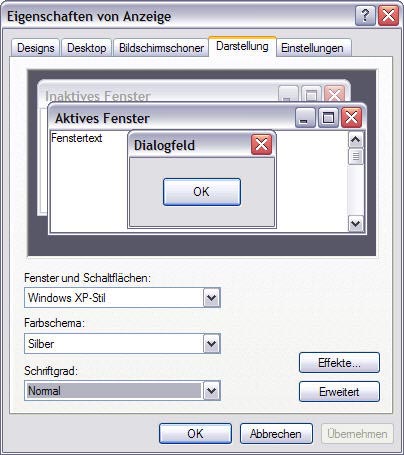 Eigenschaften von Anzeige
Designs Desktop Bildschirmschoner Darstellung Einstellungen
Inaktives Fenster
Aktives Fenster
Fenstertext
Dialogfeld
OK
Fenster und Schaltflächen:
Windows XP-Stil
Farbschema:
Silber
Schriftgrad:
Normal
Effekte...
Erweitert
OK Abbrechen Übernehmen